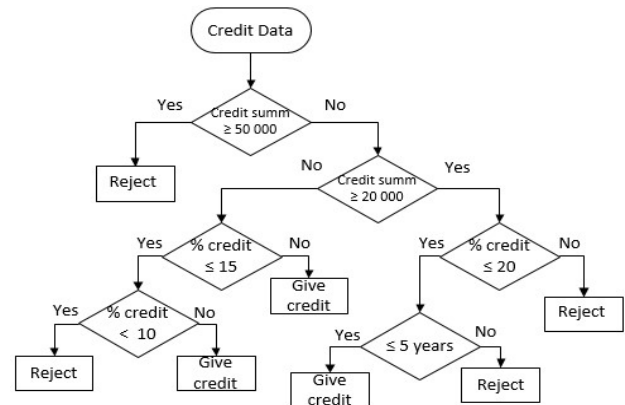 Credit Data
Yes
No
Credit summ
≥ 50 000
Reject
No
Yes
Credit summ
≥ 20 000
Yes
No
% credit
≤ 15
Yes
No
% credit
≤ 20
Give
credit
Reject
Yes
No
% credit
< 10
Yes
No
≤ 5 years
Reject
Give
credit
Give
credit
Reject